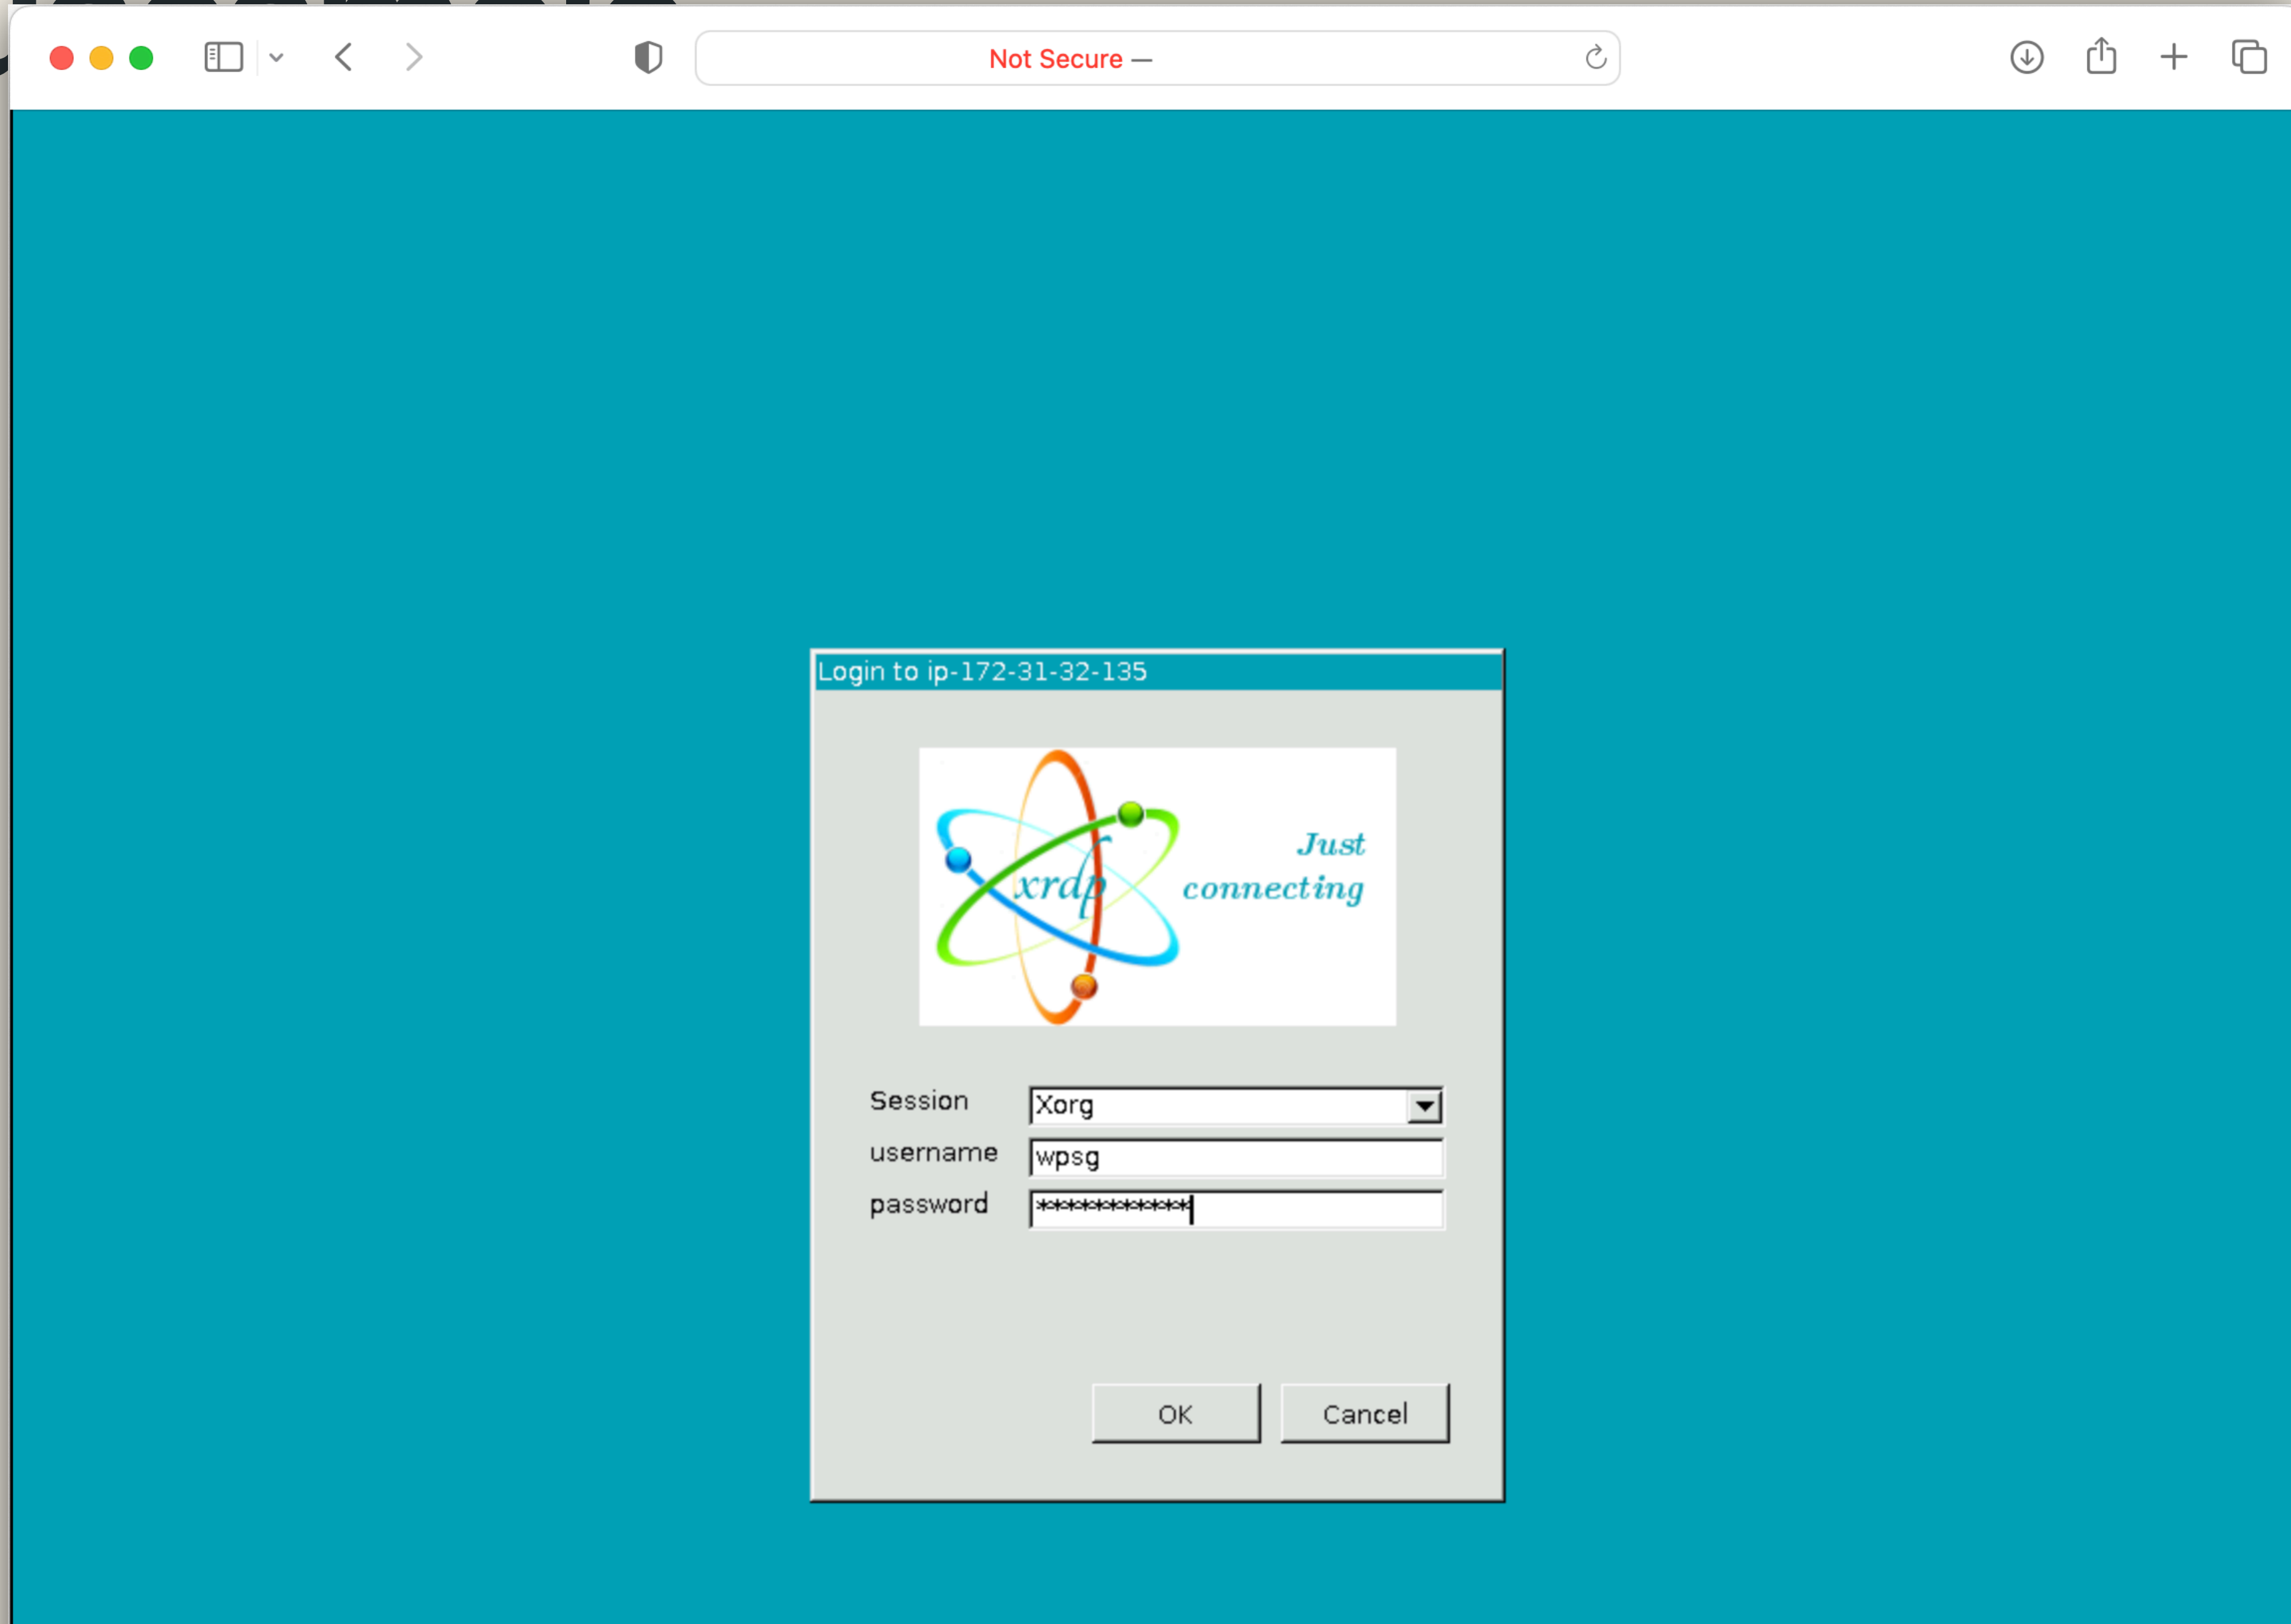 Not Secure —
Login to ip-172-31-32-135
xrdp
Just
connecting
Session
Xorg
username
wpsg
password
***********
OK
Cancel